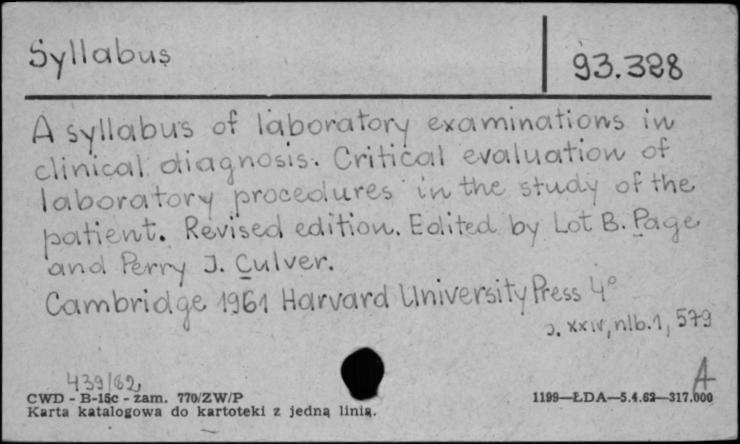 Syllabus
93.328
A syllabus of laboratory examinations in
clinical diagnosis. Critical evaluation of
laboratory procedures in the study of the
patient. Revised edition. Edited by Lot B. Page
and Perry J. Culver.
Cambridge 1961 Harvard University Press 4°
s. XXIV, nlb. 1, 579
439/62
A
CWD - B-15c - zam. 770/ZW/P
1199—ŁDA—5.4.62—317.000
Karta katalogowa do kartoteki z jedną linią.